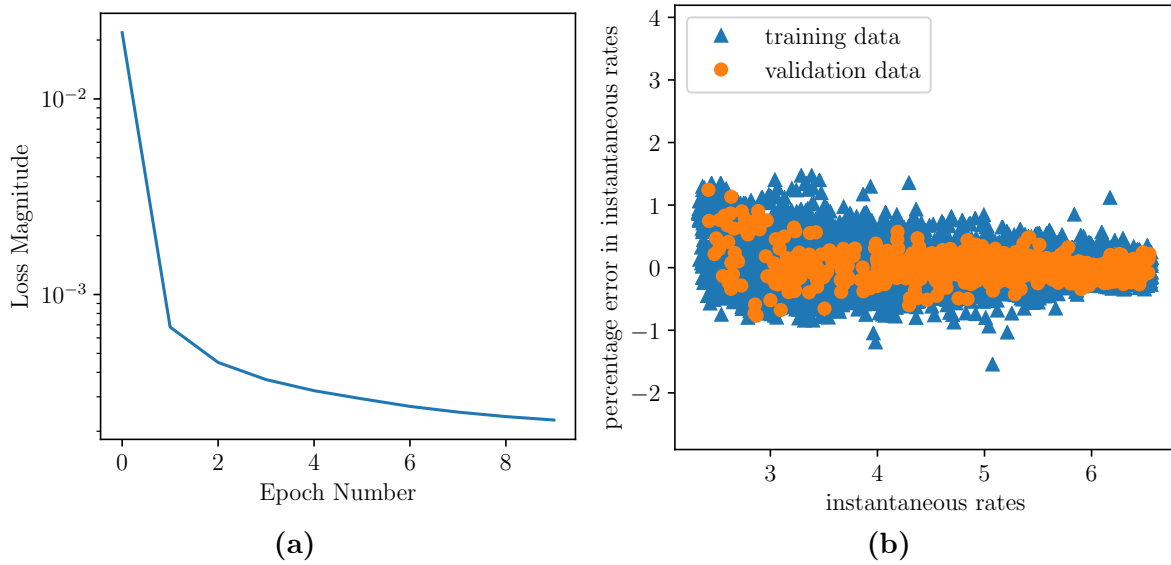 10⁻²
10⁻³
Loss Magnitude
0 2 4 6 8
Epoch Number
(a)
training data
validation data
4
3
2
1
0
−1
−2
percentage error in instantaneous rates
3 4 5 6
instantaneous rates
(b)